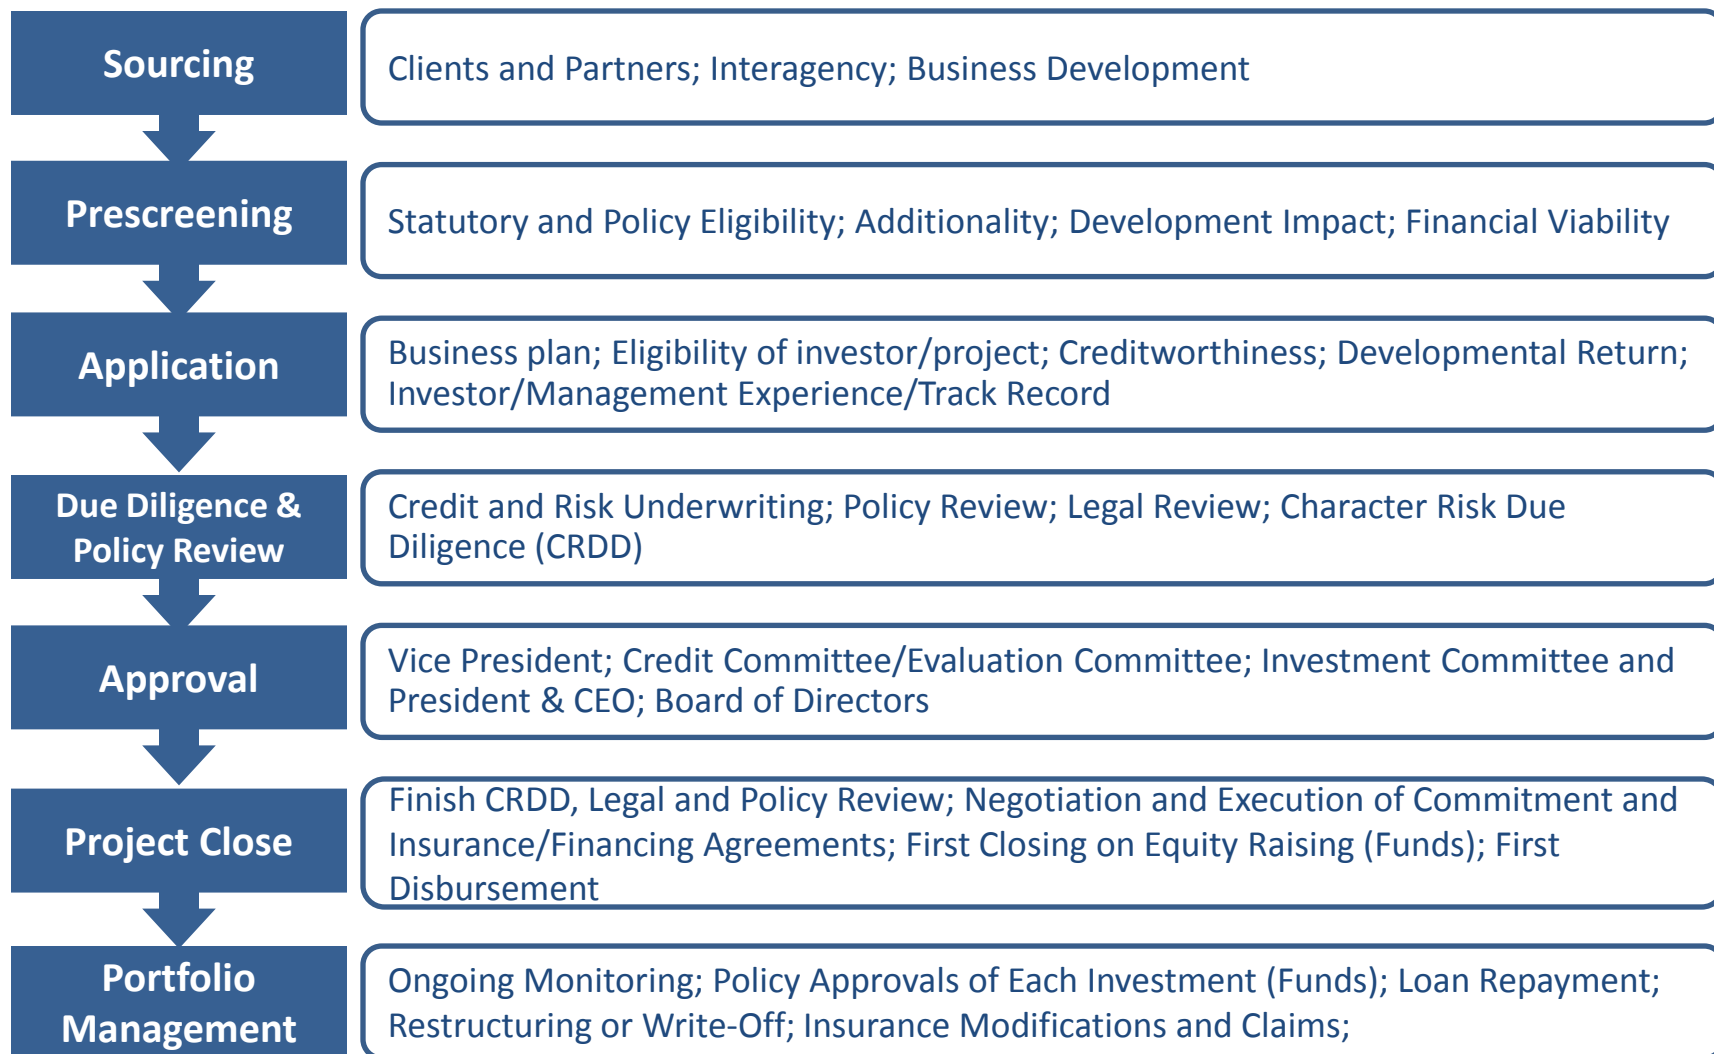 Sourcing
Clients and Partners; Interagency; Business Development
Prescreening
Statutory and Policy Eligibility; Additionality; Development Impact; Financial Viability
Application
Business plan; Eligibility of investor/project; Creditworthiness; Developmental Return;
Investor/Management Experience/Track Record
Due Diligence &
Policy Review
Credit and Risk Underwriting; Policy Review; Legal Review; Character Risk Due
Diligence (CRDD)
Approval
Vice President; Credit Committee/Evaluation Committee; Investment Committee and
President & CEO; Board of Directors
Project Close
Finish CRDD, Legal and Policy Review; Negotiation and Execution of Commitment and
Insurance/Financing Agreements; First Closing on Equity Raising (Funds); First
Disbursement
Portfolio
Management
Ongoing Monitoring; Policy Approvals of Each Investment (Funds); Loan Repayment;
Restructuring or Write-Off; Insurance Modifications and Claims;